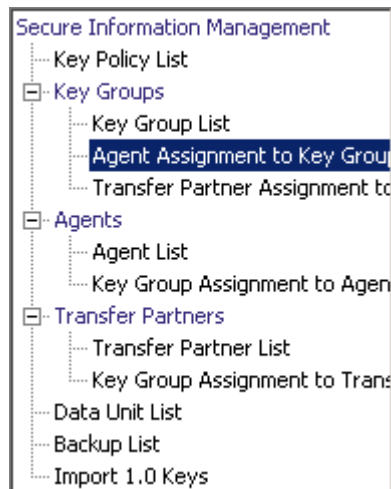 Secure Information Management
Key Policy List
Key Groups
Key Group List
Agent Assignment to Key Grou
Transfer Partner Assignment to
Agents
Agent List
Key Group Assignment to Agen
Transfer Partners
Transfer Partner List
Key Group Assignment to Trans
Data Unit List
Backup List
Import 1.0 Keys